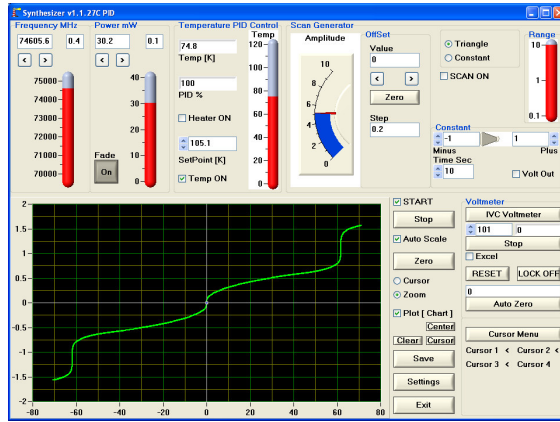 Synthesizer v1.1.27C PID
Frequency MHz
74605.6 0.4
< >
75000
74000
73000
72000
71000
70000
Power mW
30.2 0.1
< >
40
30
20
10
0
Fade
On
Temperature PID Control
74.8
Temp [K]
100
PID %
Heater ON
105.1
SetPoint [K]
Temp ON
Temp
120
100
80
60
40
20
0
Scan Generator
Amplitude
10
8
6
4
2
0
OffSet
Value
0
< >
Zero
Step
0.2
Triangle
Constant
SCAN ON
Range
10
1
0.1
Constant
-1 1
Minus Plus
Time Sec
10
Volt Out
2
1.5
1
0.5
0
-0.5
-1
-1.5
-2
-80 -60 -40 -20 0 20 40 60 80
START
Stop
Auto Scale
Zero
Cursor
Zoom
Plot [ Chart ]
Center
Clear Cursor
Save
Settings
Exit
Voltmeter
IVC Voltmeter
101 0
Stop
Excel
RESET LOCK OFF
0
Auto Zero
Cursor Menu
Cursor 1 < Cursor 2 <
Cursor 3 < Cursor 4